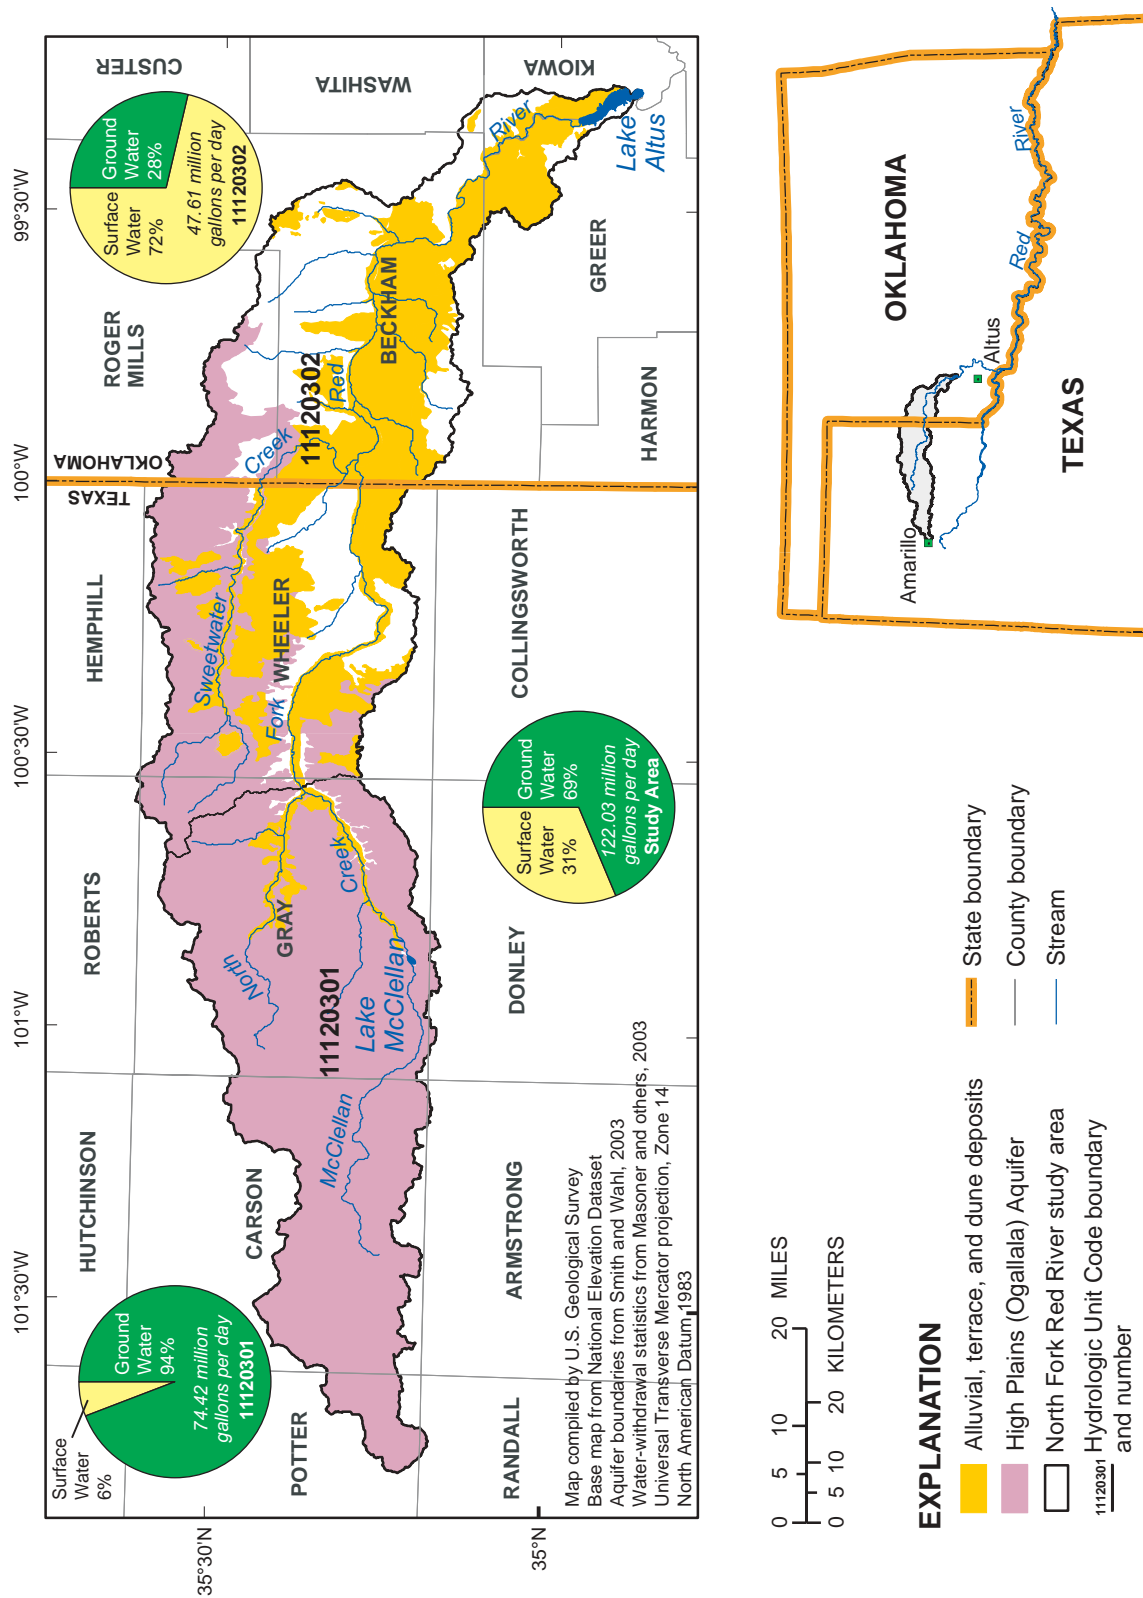 99°30'W
100°W
100°30'W
101°W
101°30'W
35°30'N
35°N
CUSTER
WASHITA
KIOWA
ROGER
MILLS
BECKHAM
GREER
HARMON
OKLAHOMA
TEXAS
HEMPHILL
WHEELER
COLLINGSWORTH
ROBERTS
GRAY
DONLEY
HUTCHINSON
CARSON
ARMSTRONG
POTTER
RANDALL
River
Lake
Altus
Red
Creek
Sweetwater
Fork
Creek
North
Lake
McClellan
McClellan
11120302
11120301
Surface
Water
72%
Ground
Water
28%
47.61 million
gallons per day
11120302
Surface
Water
31%
Ground
Water
69%
122.03 million
gallons per day
Study Area
Surface
Water
6%
Ground
Water
94%
74.42 million
gallons per day
11120301
Map compiled by U.S. Geological Survey
Base map from National Elevation Dataset
Aquifer boundaries from Smith and Wahl, 2003
Water-withdrawal statistics from Masoner and others, 2003
Universal Transverse Mercator projection, Zone 14
North American Datum 1983
0 5 10 20 MILES
0 5 10 20 KILOMETERS
EXPLANATION
Alluvial, terrace, and dune deposits
High Plains (Ogallala) Aquifer
North Fork Red River study area
11120301 Hydrologic Unit Code boundary
and number
State boundary
County boundary
Stream
OKLAHOMA
TEXAS
Amarillo
Altus
Red
River